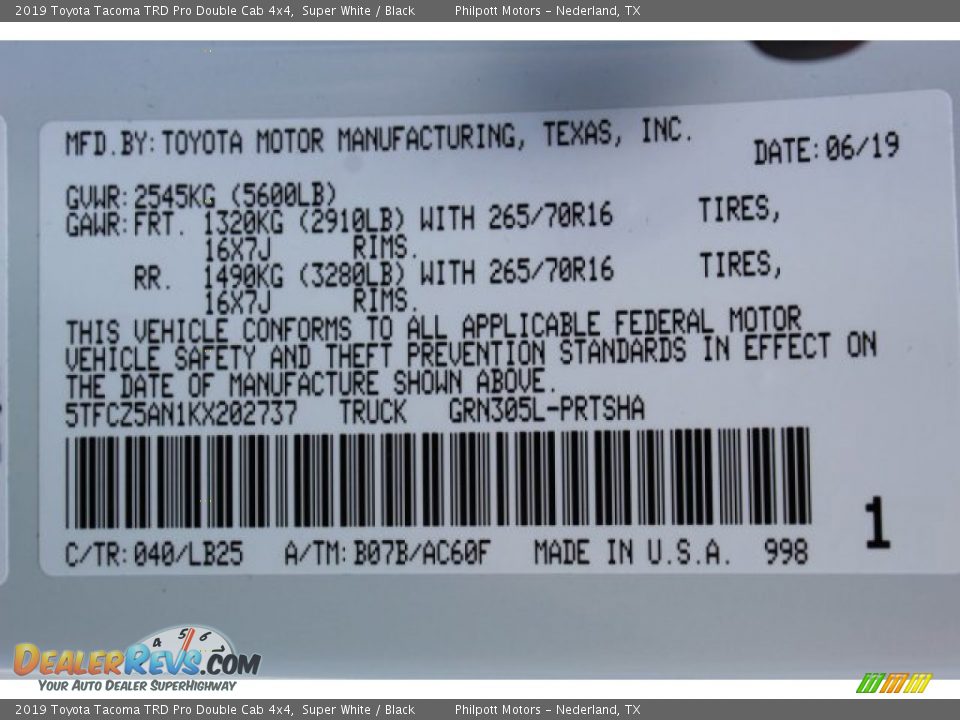 2019 Toyota Tacoma TRD Pro Double Cab 4x4, Super White / Black Philpott Motors - Nederland, TX
MFD.BY:TOYOTA MOTOR MANUFACTURING, TEXAS, INC.
DATE:06/19
GVWR:2545KG (5600LB)
GAWR:FRT. 1320KG (2910LB) WITH 265/70R16 TIRES,
16X7J RIMS.
RR. 1490KG (3280LB) WITH 265/70R16 TIRES,
16X7J RIMS.
THIS VEHICLE CONFORMS TO ALL APPLICABLE FEDERAL MOTOR
VEHICLE SAFETY AND THEFT PREVENTION STANDARDS IN EFFECT ON
THE DATE OF MANUFACTURE SHOWN ABOVE.
5TFCZ5AN1KX202737 TRUCK GRN305L-PRTSHA
1
C/TR:040/LB25 A/TM:B07B/AC60F MADE IN U.S.A. 998
4 5 6 7
DEALERREVS.COM
YOUR AUTO DEALER SUPERHIGHWAY
2019 Toyota Tacoma TRD Pro Double Cab 4x4, Super White / Black Philpott Motors - Nederland, TX